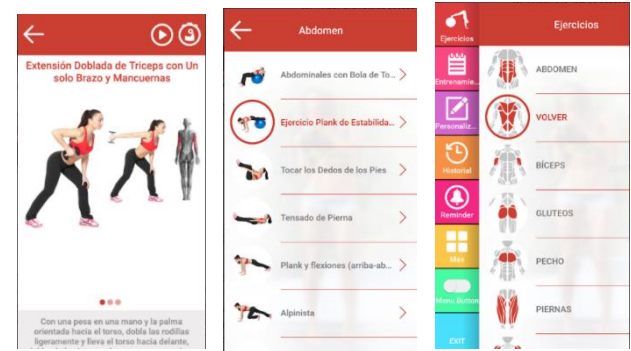 Extensión Doblada de Triceps con Un
solo Brazo y Mancuernas
Con una pesa en una mano y la palma
orientada hacia el torso, dobla las rodillas
ligeramente y lleva el torso hacia delante,
Abdomen
Abdominales con Bola de To...
Ejercicio Plank de Estabilida...
Tocar los Dedos de los Pies
Tensado de Pierna
Plank y flexiones (arriba-ab...
Alpinista
Ejercicios
Entrenamie...
Personaliz...
Historial
Reminder
Más
Menu Button
EXIT
Ejercicios
ABDOMEN
VOLVER
BÍCEPS
GLUTEOS
PECHO
PIERNAS